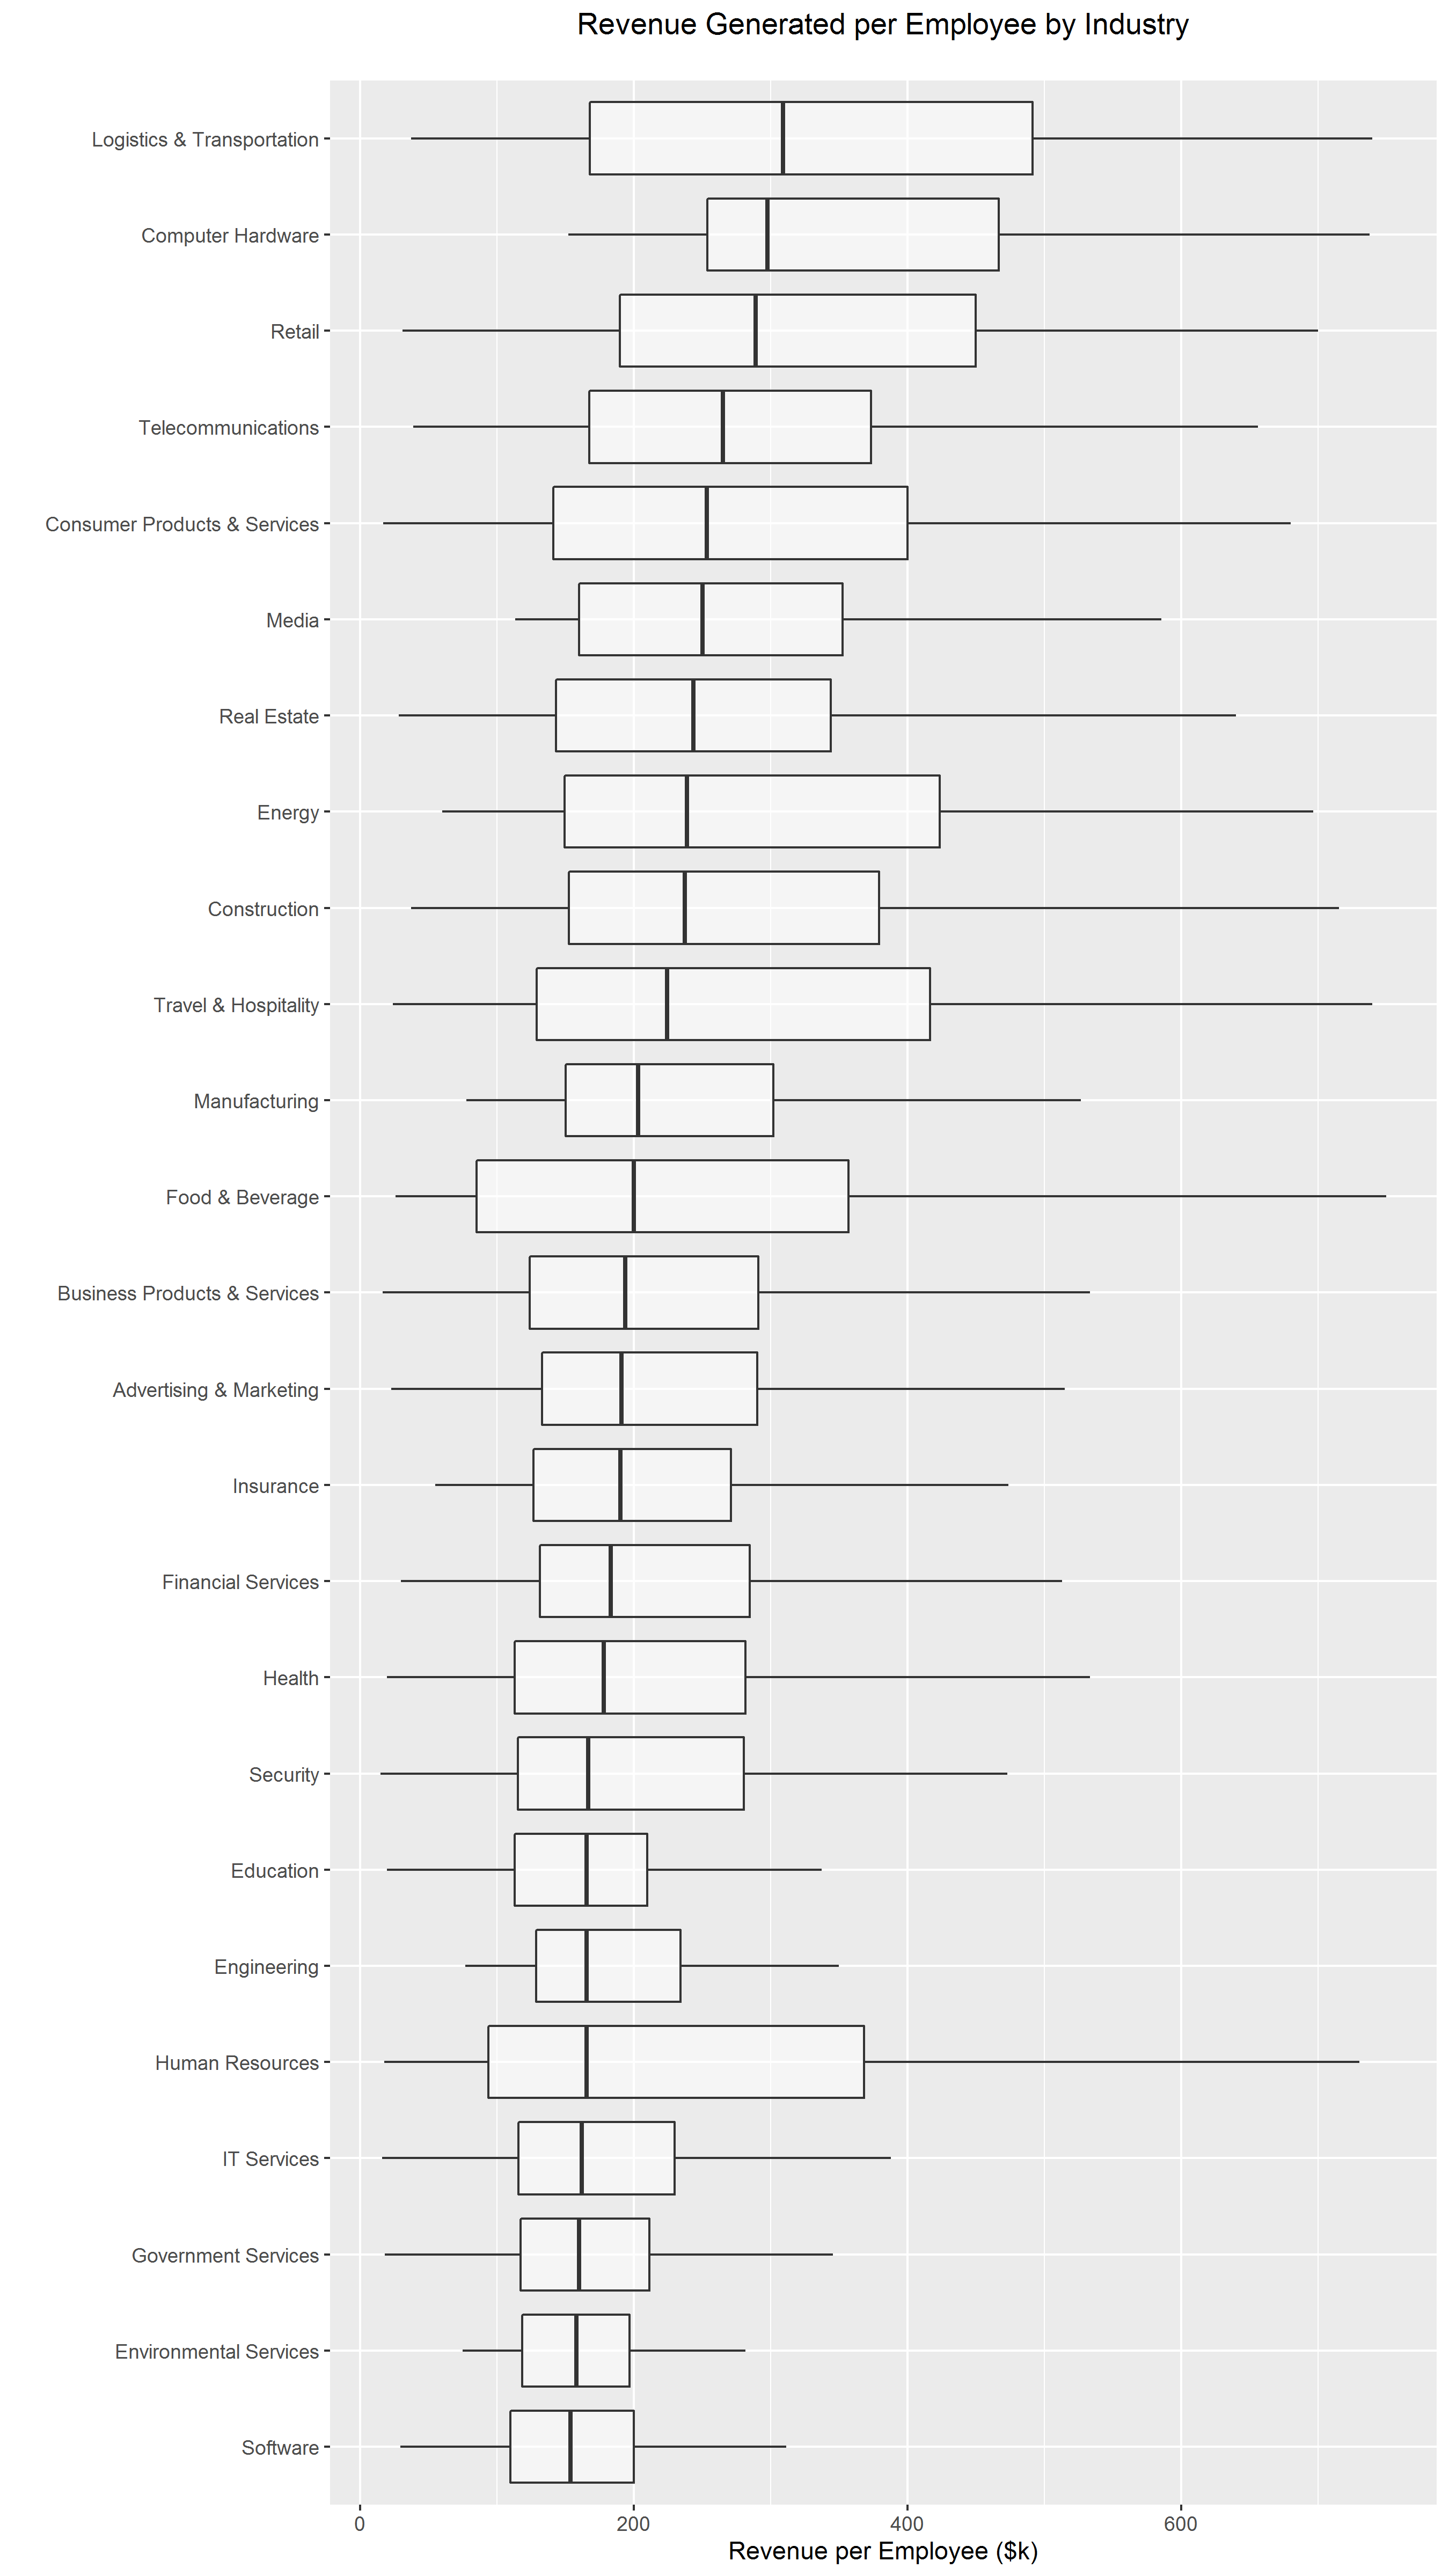 Revenue Generated per Employee by Industry
Logistics & Transportation
Computer Hardware
Retail
Telecommunications
Consumer Products & Services
Media
Real Estate
Energy
Construction
Travel & Hospitality
Manufacturing
Food & Beverage
Business Products & Services
Advertising & Marketing
Insurance
Financial Services
Health
Security
Education
Engineering
Human Resources
IT Services
Government Services
Environmental Services
Software
0 200 400 600
Revenue per Employee ($k)